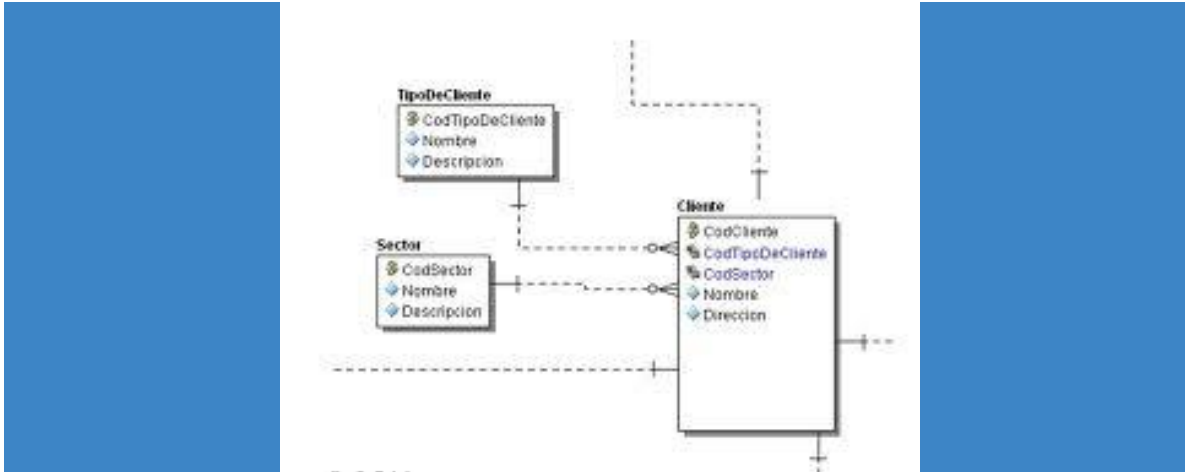 TipoDeCliente
CodTipoDeCliente
Nombre
Descripcion
Sector
CodSector
Nombre
Descripcion
Cliente
CodCliente
CodTipoDeCliente
CodSector
Nombre
Direccion